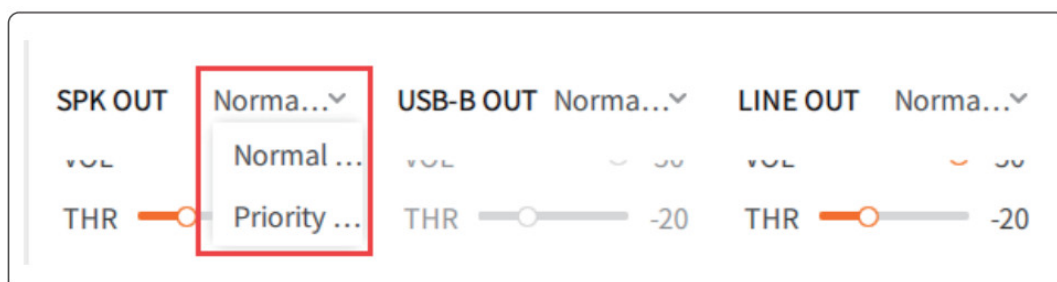 SPK OUT Norma... USB-B OUT Norma... LINE OUT Norma...
Normal ...
Priority ...
THR THR -20 THR -20